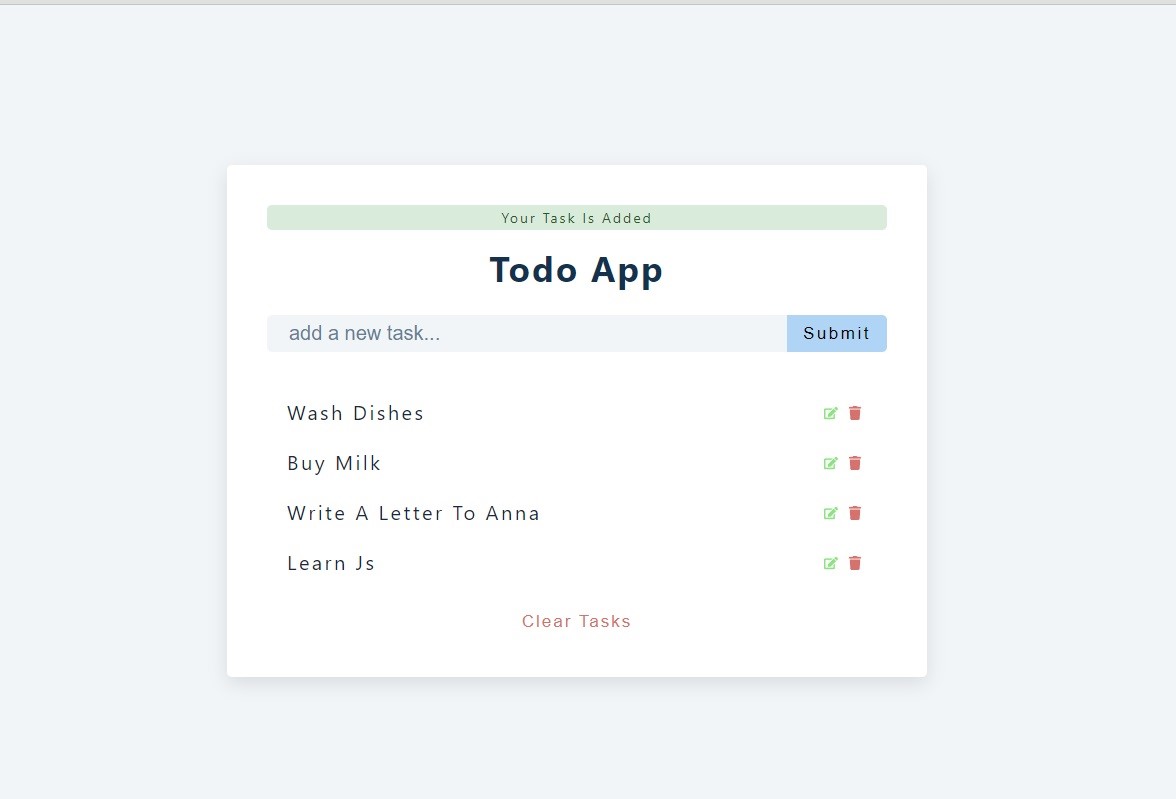 Your Task Is Added
Todo App
add a new task...
Submit
Wash Dishes
Buy Milk
Write A Letter To Anna
Learn Js
Clear Tasks